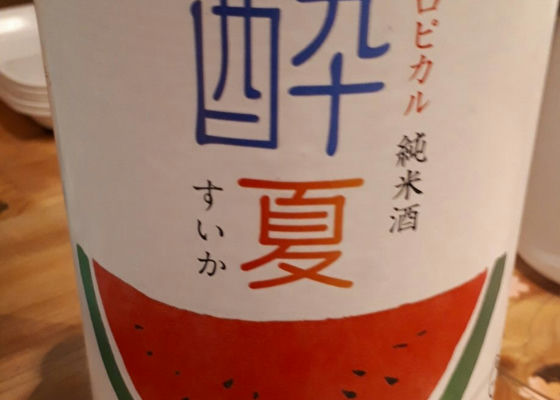 ロピカル 純米酒
酔夏
すいか